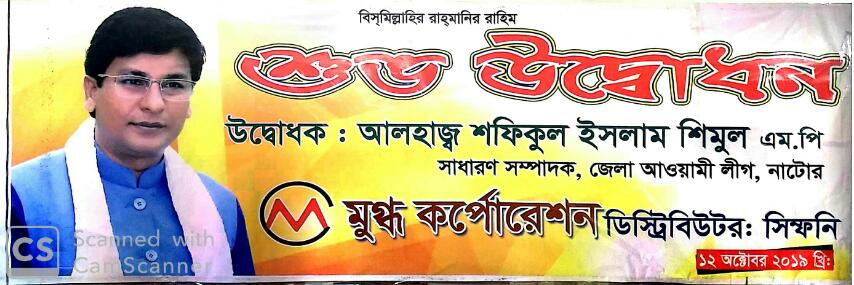 বিস্‌মিল্লাহির রাহ্‌মানির রাহিম
শুভ উদ্বোধন
উদ্বোধক : আলহাজ্ব শফিকুল ইসলাম শিমুল এম.পি
সাধারণ সম্পাদক, জেলা আওয়ামী লীগ, নাটোর
মুগ্ধ কর্পোরেশন ডিস্ট্রিবিউটর: সিম্ফনি
১২ অক্টোবর ২০১৯ খ্রি:
CS Scanned with
CamScanner